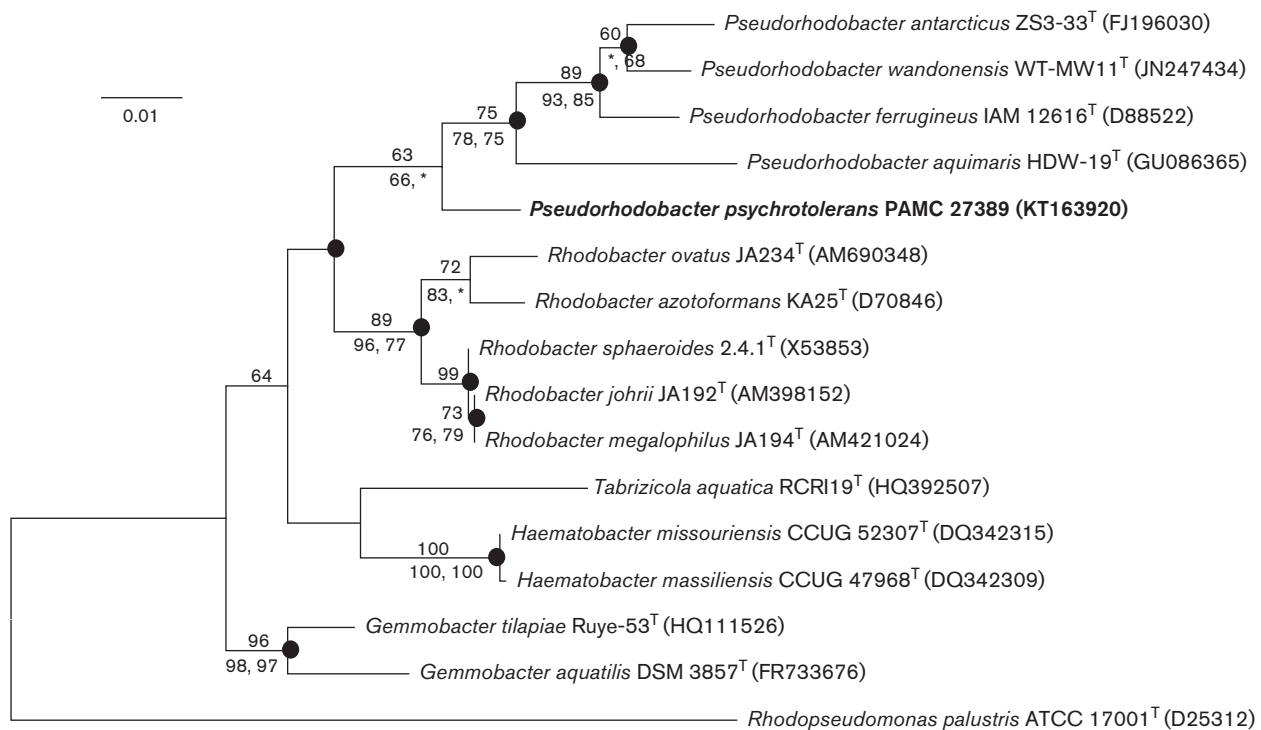 Pseudorhodobacter antarcticus ZS3-33T (FJ196030)
60
*, 68
Pseudorhodobacter wandonensis WT-MW11T (JN247434)
89
93, 85
0.01
Pseudorhodobacter ferrugineus IAM 12616T (D88522)
75
78, 75
Pseudorhodobacter aquimaris HDW-19T (GU086365)
63
66, *
Pseudorhodobacter psychrotolerans PAMC 27389 (KT163920)
Rhodobacter ovatus JA234T (AM690348)
72
83, *
Rhodobacter azotoformans KA25T (D70846)
89
96, 77
Rhodobacter sphaeroides 2.4.1T (X53853)
99
64
Rhodobacter johrii JA192T (AM398152)
73
76, 79
Rhodobacter megalophilus JA194T (AM421024)
Tabrizicola aquatica RCRI19T (HQ392507)
Haematobacter missouriensis CCUG 52307T (DQ342315)
100
100, 100
Haematobacter massiliensis CCUG 47968T (DQ342309)
Gemmobacter tilapiae Ruye-53T (HQ111526)
96
98, 97
Gemmobacter aquatilis DSM 3857T (FR733676)
Rhodopseudomonas palustris ATCC 17001T (D25312)